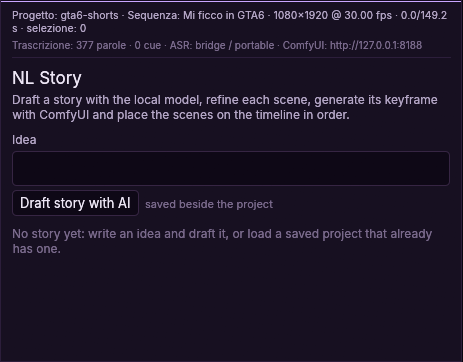 Progetto: gta6-shorts · Sequenza: Mi ficco in GTA6 · 1080×1920 @ 30.00 fps · 0.0/149.2
s · selezione: 0
Trascrizione: 377 parole · 0 cue · ASR: bridge / portable · ComfyUI: http://127.0.0.1:8188
NL Story
Draft a story with the local model, refine each scene, generate its keyframe
with ComfyUI and place the scenes on the timeline in order.
Idea
Draft story with AI saved beside the project
No story yet: write an idea and draft it, or load a saved project that already
has one.